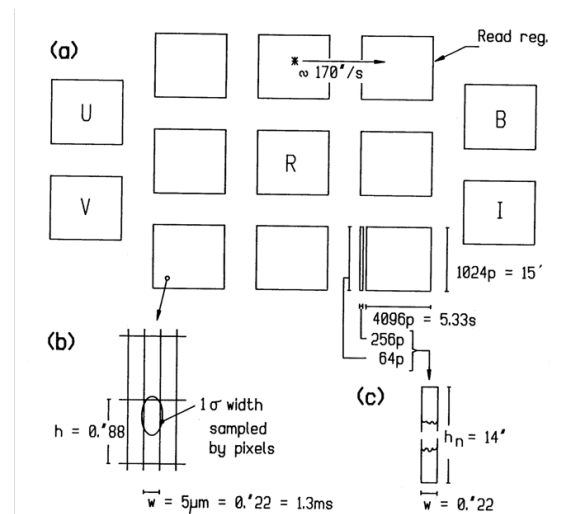 (a)
Read reg.
∾ 170"/s
U
B
R
V
I
1024p = 15′
4096p = 5.33s
256p
64p
(b)
(c)
1σ width
sampled
by pixels
h = 0."88
hn = 14"
w = 5μm = 0."22 = 1.3ms
w = 0."22